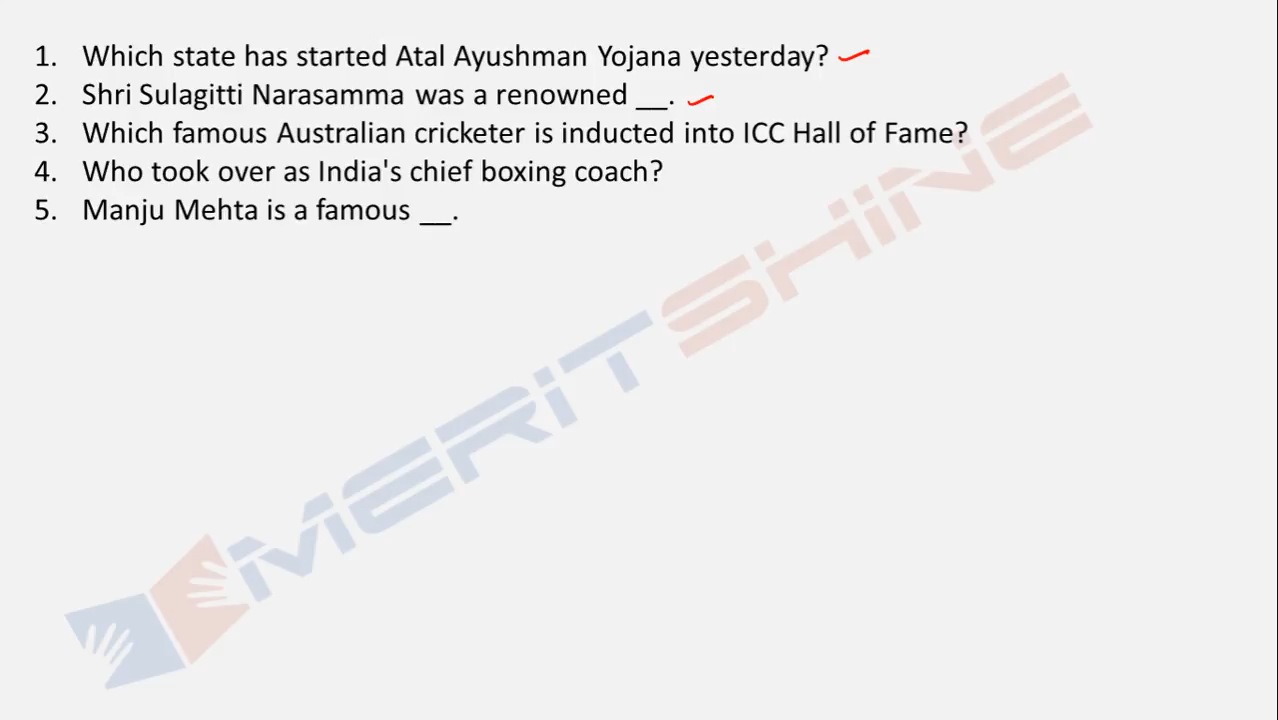 1. Which state has started Atal Ayushman Yojana yesterday?
2. Shri Sulagitti Narasamma was a renowned __.
3. Which famous Australian cricketer is inducted into ICC Hall of Fame?
4. Who took over as India's chief boxing coach?
5. Manju Mehta is a famous __.
MERITSHINE